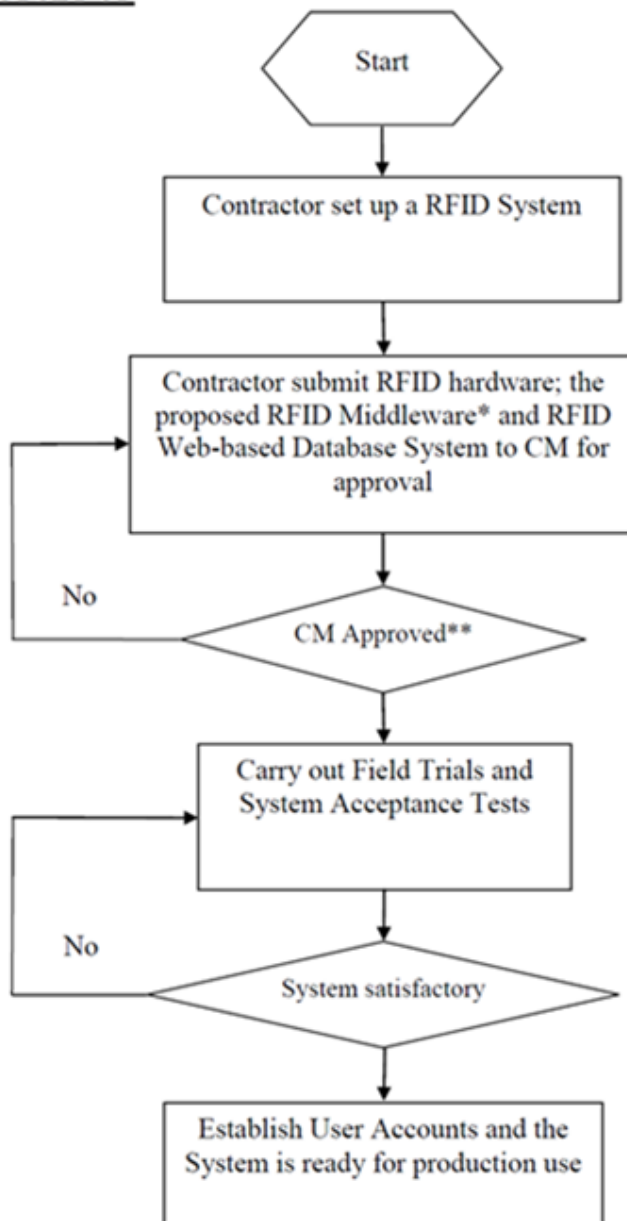 Start
Contractor set up a RFID System
Contractor submit RFID hardware; the
proposed RFID Middleware* and RFID
Web-based Database System to CM for
approval
No
CM Approved**
Carry out Field Trials and
System Acceptance Tests
No
System satisfactory
Establish User Accounts and the
System is ready for production use